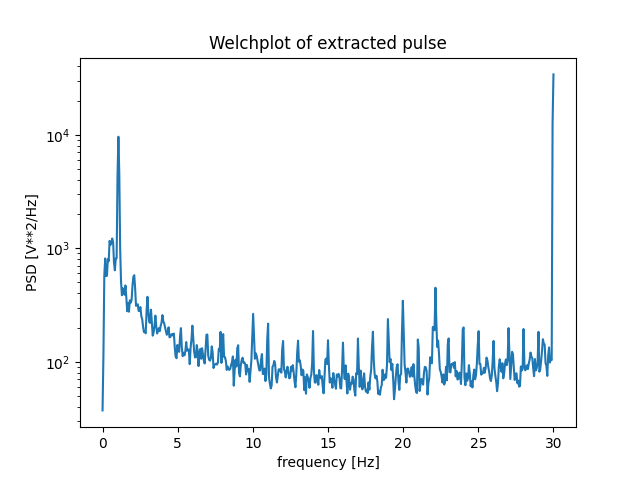 Welchplot of extracted pulse
PSD [V**2/Hz]
10^4
10^3
10^2
0 5 10 15 20 25 30
frequency [Hz]